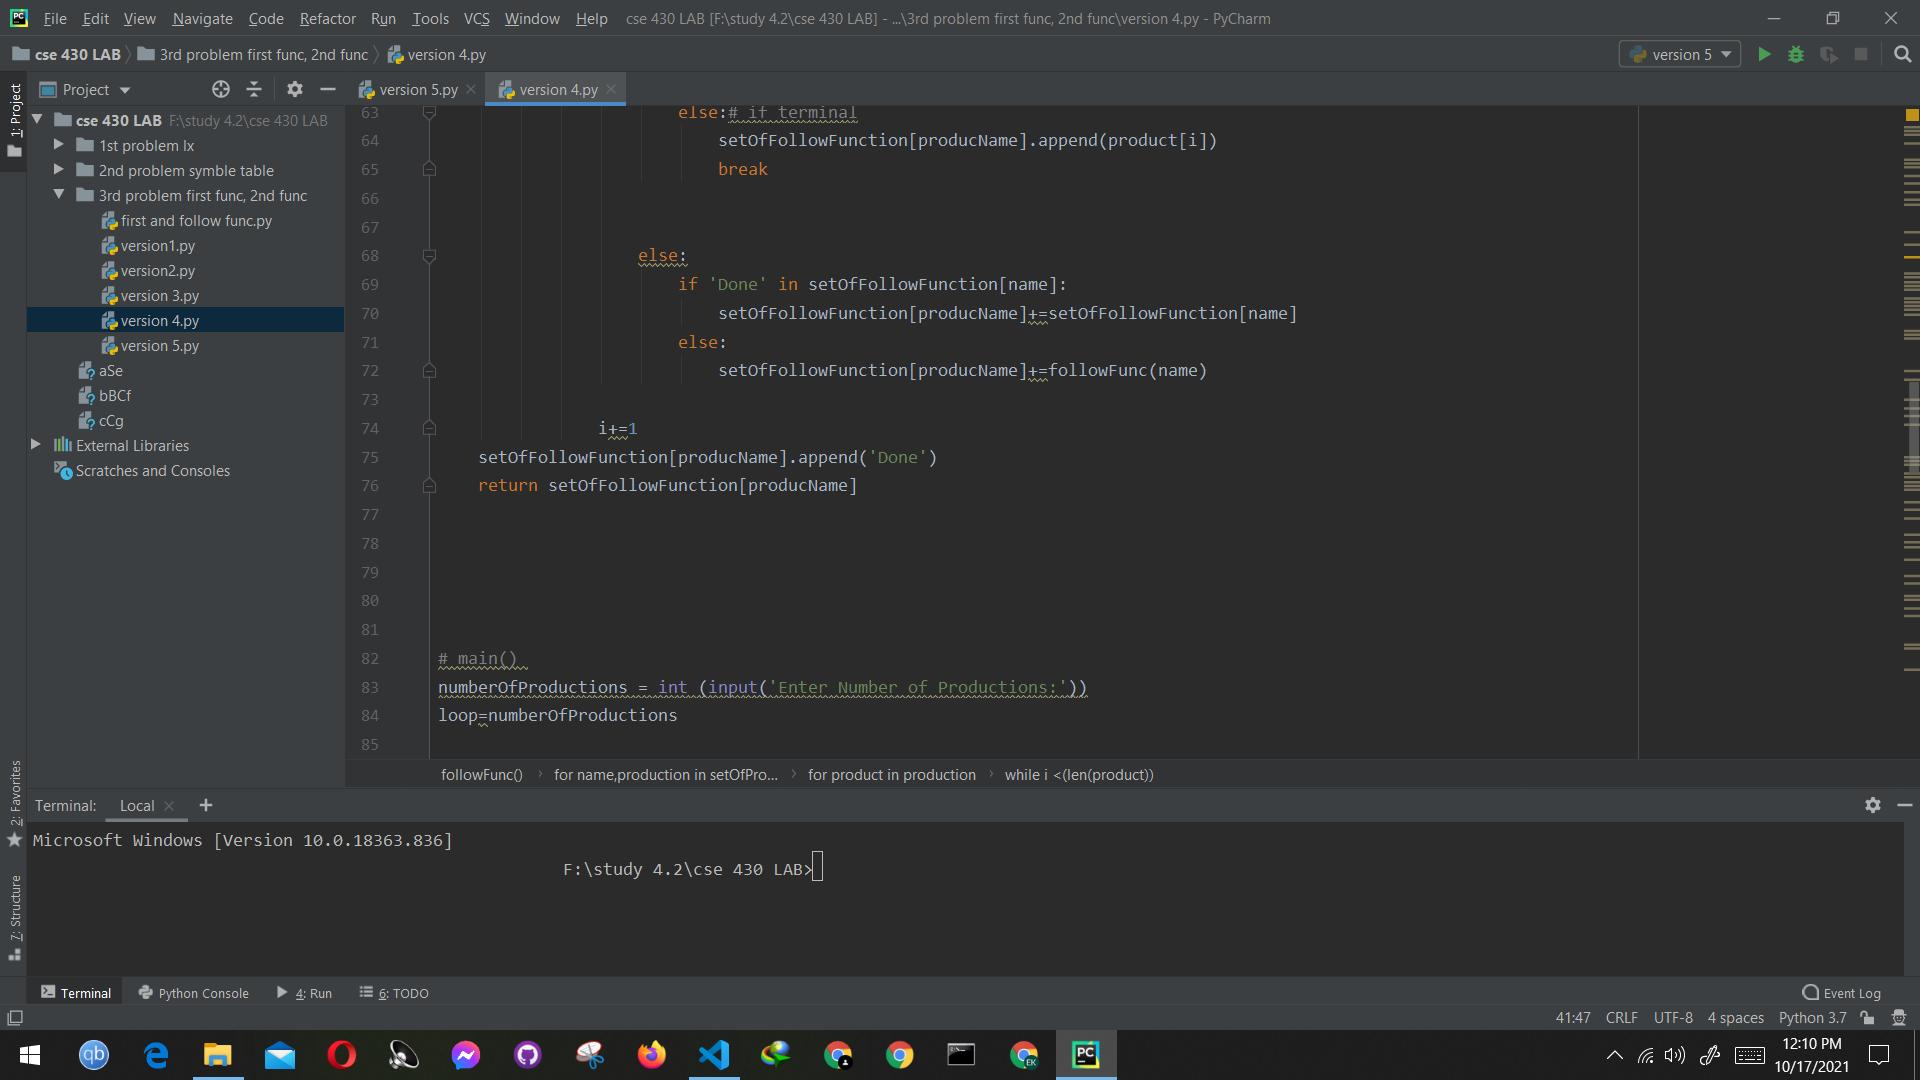 File Edit View Navigate Code Refactor Run Tools VCS Window Help cse 430 LAB [F:\study 4.2\cse 430 LAB] - ...\3rd problem first func, 2nd func\version 4.py - PyCharm
cse 430 LAB 3rd problem first func, 2nd func version 4.py version 5
Project version 5.py version 4.py
1: Project
cse 430 LAB F:\study 4.2\cse 430 LAB
1st problem lx
2nd problem symble table
3rd problem first func, 2nd func
first and follow func.py
version1.py
version2.py
version 3.py
version 4.py
version 5.py
aSe
bBCf
cCg
External Libraries
Scratches and Consoles
63 else:# if terminal
64 setOfFollowFunction[producName].append(product[i])
65 break
66
67
68 else:
69 if 'Done' in setOfFollowFunction[name]:
70 setOfFollowFunction[producName]+=setOfFollowFunction[name]
71 else:
72 setOfFollowFunction[producName]+=followFunc(name)
73
74 i+=1
75 setOfFollowFunction[producName].append('Done')
76 return setOfFollowFunction[producName]
77
78
79
80
81
82 # main()
83 numberOfProductions = int (input('Enter Number of Productions:'))
84 loop=numberOfProductions
85
followFunc() for name,production in setOfPro... for product in production while i <(len(product))
2: Favorites
7: Structure
Terminal: Local +
Microsoft Windows [Version 10.0.18363.836]
F:\study 4.2\cse 430 LAB>
Terminal Python Console 4: Run 6: TODO Event Log
41:47 CRLF UTF-8 4 spaces Python 3.7
qb PC EK
12:10 PM
10/17/2021